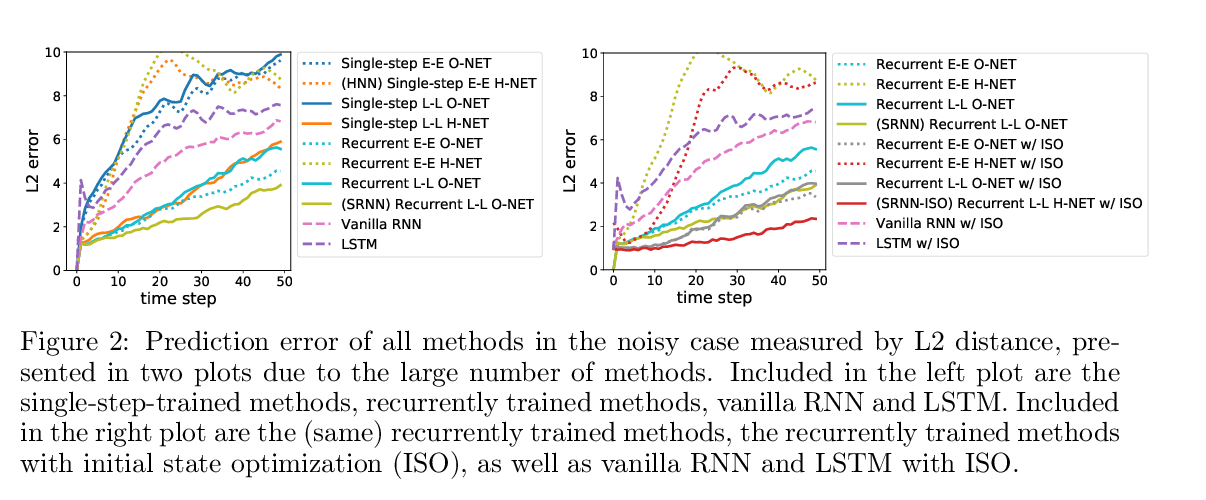 10
8
6
4
2
0
L2 error
0 10 20 30 40 50
time step
Single-step E-E O-NET
(HNN) Single-step E-E H-NET
Single-step L-L O-NET
Single-step L-L H-NET
Recurrent E-E O-NET
Recurrent E-E H-NET
Recurrent L-L O-NET
(SRNN) Recurrent L-L O-NET
Vanilla RNN
LSTM
10
8
6
4
2
0
L2 error
0 10 20 30 40 50
time step
Recurrent E-E O-NET
Recurrent E-E H-NET
Recurrent L-L O-NET
(SRNN) Recurrent L-L O-NET
Recurrent E-E O-NET w/ ISO
Recurrent E-E H-NET w/ ISO
Recurrent L-L O-NET w/ ISO
(SRNN-ISO) Recurrent L-L H-NET w/ ISO
Vanilla RNN w/ ISO
LSTM w/ ISO
Figure 2: Prediction error of all methods in the noisy case measured by L2 distance, pre-
sented in two plots due to the large number of methods. Included in the left plot are the
single-step-trained methods, recurrently trained methods, vanilla RNN and LSTM. Included
in the right plot are the (same) recurrently trained methods, the recurrently trained methods
with initial state optimization (ISO), as well as vanilla RNN and LSTM with ISO.